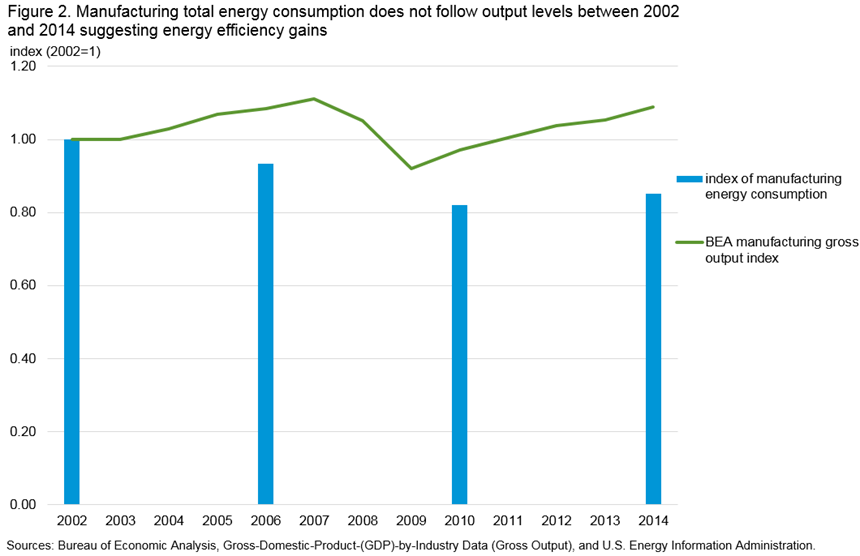 Figure 2. Manufacturing total energy consumption does not follow output levels between 2002
and 2014 suggesting energy efficiency gains
index (2002=1)
1.20
1.00
0.80
0.60
0.40
0.20
0.00
2002 2003 2004 2005 2006 2007 2008 2009 2010 2011 2012 2013 2014
index of manufacturing
energy consumption
BEA manufacturing gross
output index
Sources: Bureau of Economic Analysis, Gross-Domestic-Product-(GDP)-by-Industry Data (Gross Output), and U.S. Energy Information Administration.